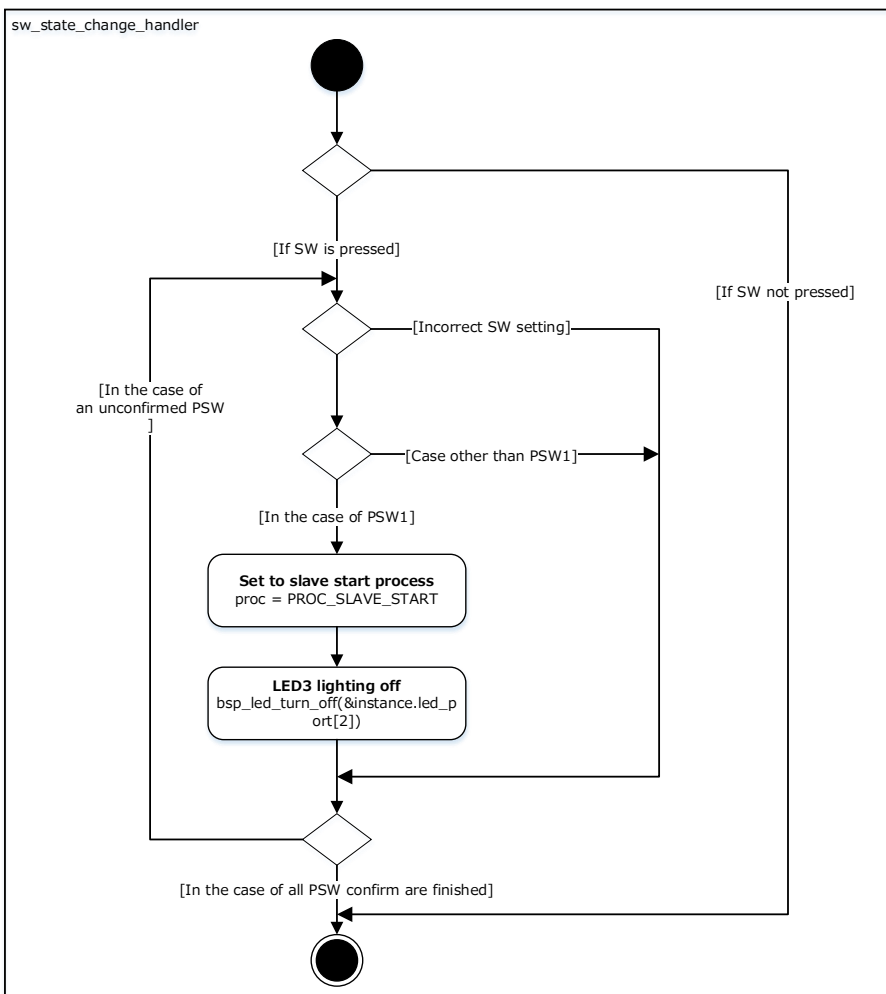 sw_state_change_handler
[If SW is pressed]
[If SW not pressed]
[Incorrect SW setting]
[In the case of
an unconfirmed PSW
]
[Case other than PSW1]
[In the case of PSW1]
Set to slave start process
proc = PROC_SLAVE_START
LED3 lighting off
bsp_led_turn_off(&instance.led_p
ort[2])
[In the case of all PSW confirm are finished]